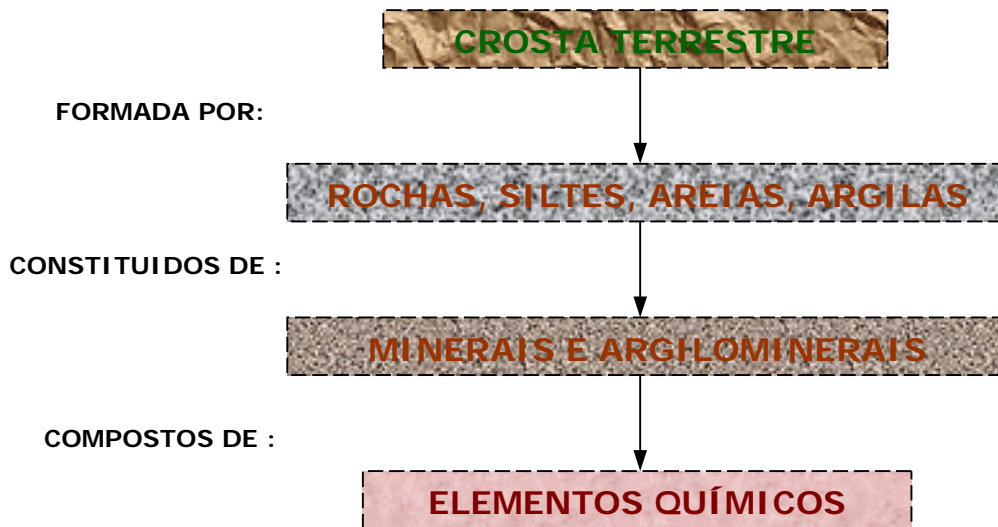 CROSTA TERRESTRE
FORMADA POR:
ROCHAS, SILTES, AREIAS, ARGILAS
CONSTITUIDOS DE :
MINERAIS E ARGILOMINERAIS
COMPOSTOS DE :
ELEMENTOS QUÍMICOS